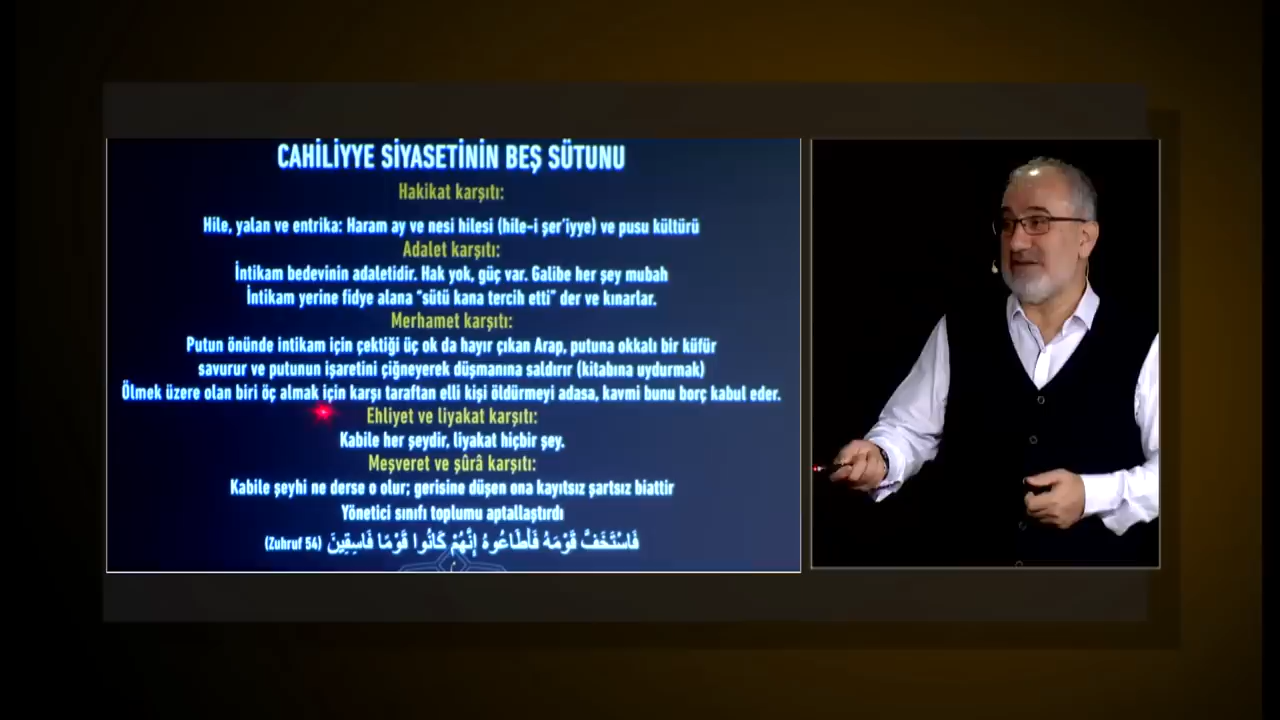 CAHİLİYYE SİYASETİNİN BEŞ SÜTUNU
Hakikat karşıtı:
Hile, yalan ve entrika: Haram ay ve nesi hilesi (hile-i şer'iyye) ve pusu kültürü
Adalet karşıtı:
İntikam bedevinin adaletidir. Hak yok, güç var. Galibe her şey mubah
İntikam yerine fidye alana "sütü kana tercih etti" der ve kınarlar.
Merhamet karşıtı:
Putun önünde intikam için çektiği üç ok da hayır çıkan Arap, putuna okkalı bir küfür
savurur ve putunun işaretini çiğneyerek düşmanına saldırır (kitabına uydurmak)
Ölmek üzere olan biri öç almak için karşı taraftan elli kişi öldürmeyi adasa, kavmi bunu borç kabul eder.
Ehliyet ve liyakat karşıtı:
Kabile her şeydir, liyakat hiçbir şey.
Meşveret ve şûrâ karşıtı:
Kabile şeyhi ne derse o olur; gerisine düşen ona kayıtsız şartsız biattir
Yönetici sınıfı toplumu aptallaştırdı
فَاسْتَخَفَّ قَوْمَهُ فَأَطَاعُوهُ إِنَّهُمْ كَانُوا قَوْمًا فَاسِقِينَ (Zuhruf 54)